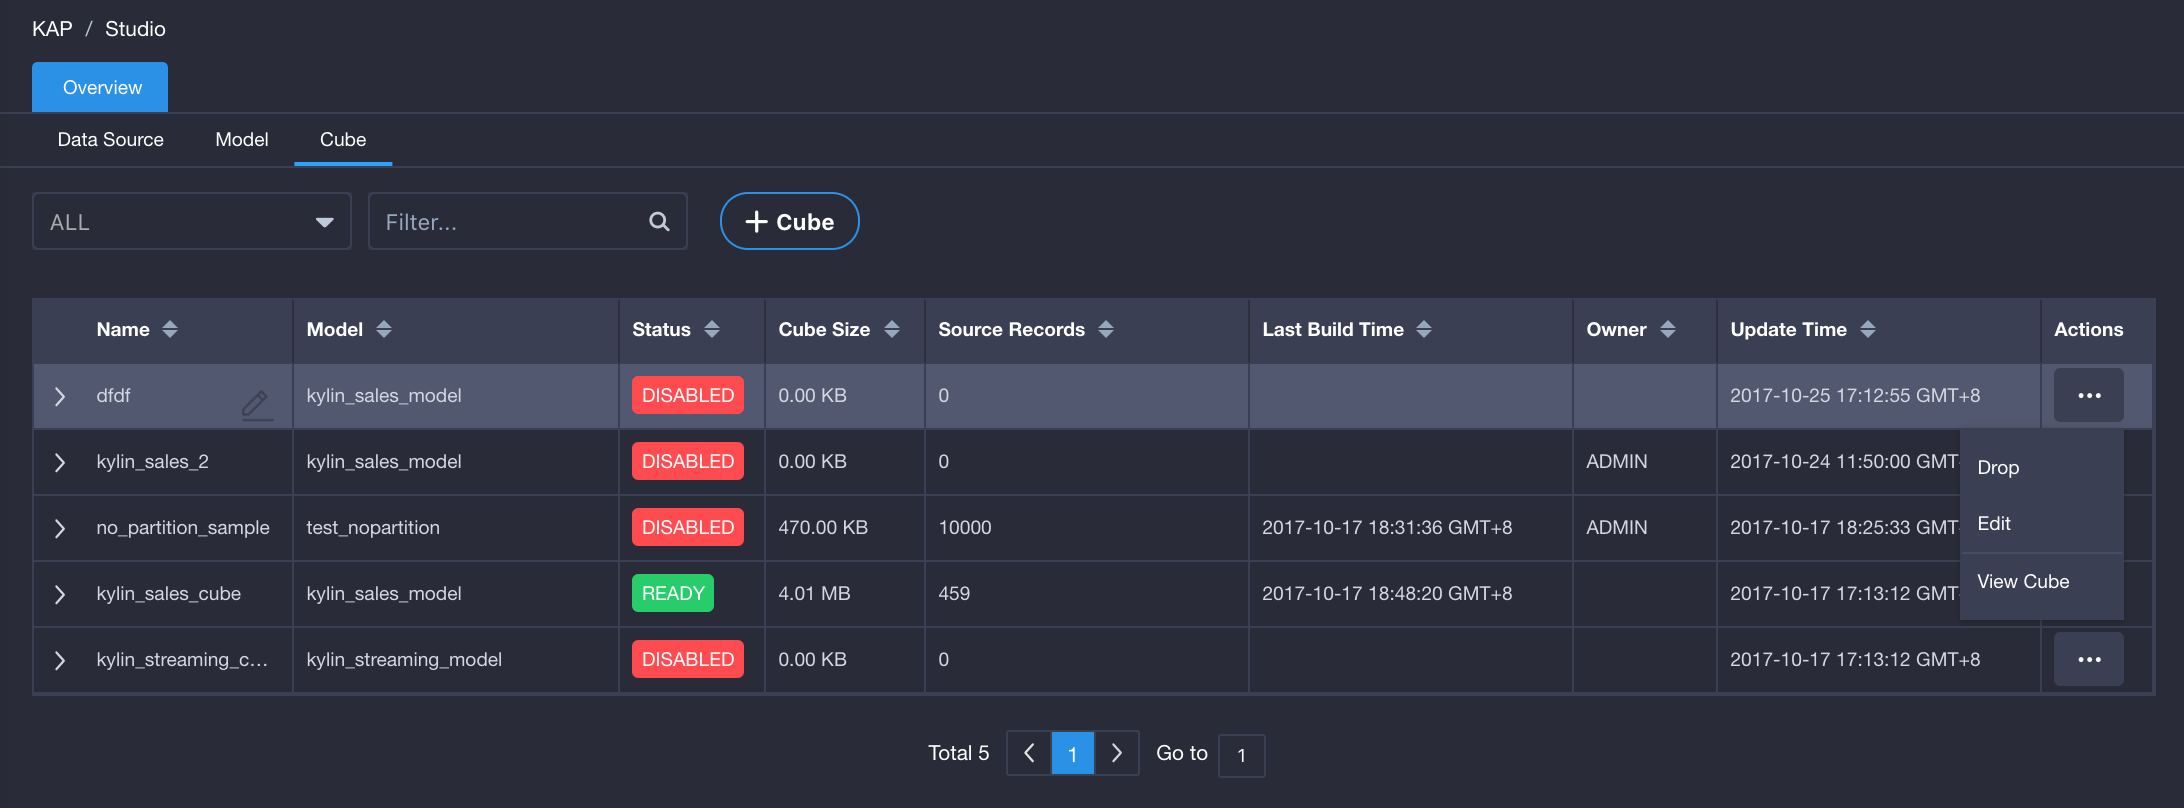 KAP / Studio
Overview
Data Source Model Cube
ALL Filter... + Cube
Name Model Status Cube Size Source Records Last Build Time Owner Update Time Actions
dfdf kylin_sales_model DISABLED 0.00 KB 0 2017-10-25 17:12:55 GMT+8
kylin_sales_2 kylin_sales_model DISABLED 0.00 KB 0 ADMIN 2017-10-24 11:50:00 GMT
Drop
no_partition_sample test_nopartition DISABLED 470.00 KB 10000 2017-10-17 18:31:36 GMT+8 ADMIN 2017-10-17 18:25:33 GMT
Edit
kylin_sales_cube kylin_sales_model READY 4.01 MB 459 2017-10-17 18:48:20 GMT+8 2017-10-17 17:13:12 GMT
View Cube
kylin_streaming_c... kylin_streaming_model DISABLED 0.00 KB 0 2017-10-17 17:13:12 GMT+8
Total 5 < 1 > Go to 1